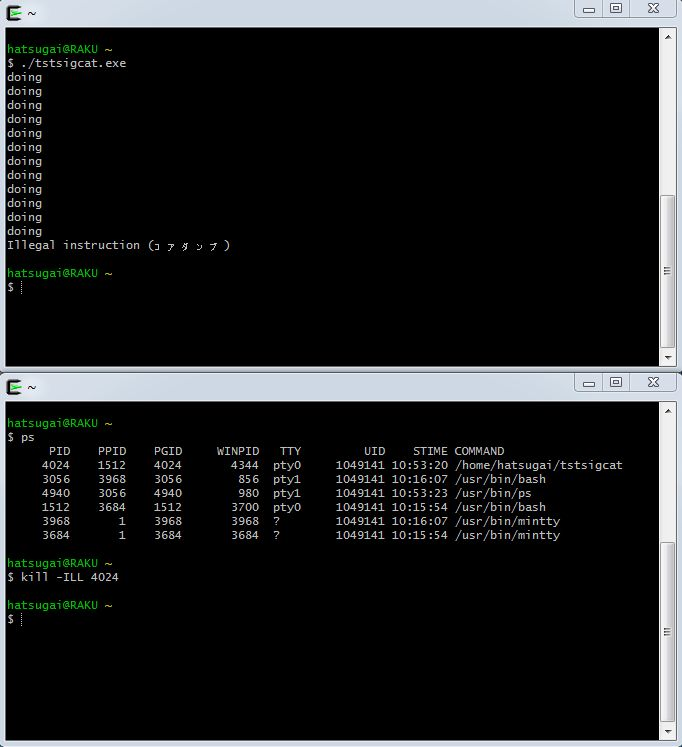 ~
hatsugai@RAKU ~
$ ./tstsigcat.exe
doing
doing
doing
doing
doing
doing
doing
doing
doing
doing
doing
doing
Illegal instruction (コアダンプ)
hatsugai@RAKU ~
$
~
hatsugai@RAKU ~
$ ps
PID PPID PGID WINPID TTY UID STIME COMMAND
4024 1512 4024 4344 pty0 1049141 10:53:20 /home/hatsugai/tstsigcat
3056 3968 3056 856 pty1 1049141 10:16:07 /usr/bin/bash
4940 3056 4940 980 pty1 1049141 10:53:23 /usr/bin/ps
1512 3684 1512 3700 pty0 1049141 10:15:54 /usr/bin/bash
3968 1 3968 3968 ? 1049141 10:16:07 /usr/bin/mintty
3684 1 3684 3684 ? 1049141 10:15:54 /usr/bin/mintty
hatsugai@RAKU ~
$ kill -ILL 4024
hatsugai@RAKU ~
$